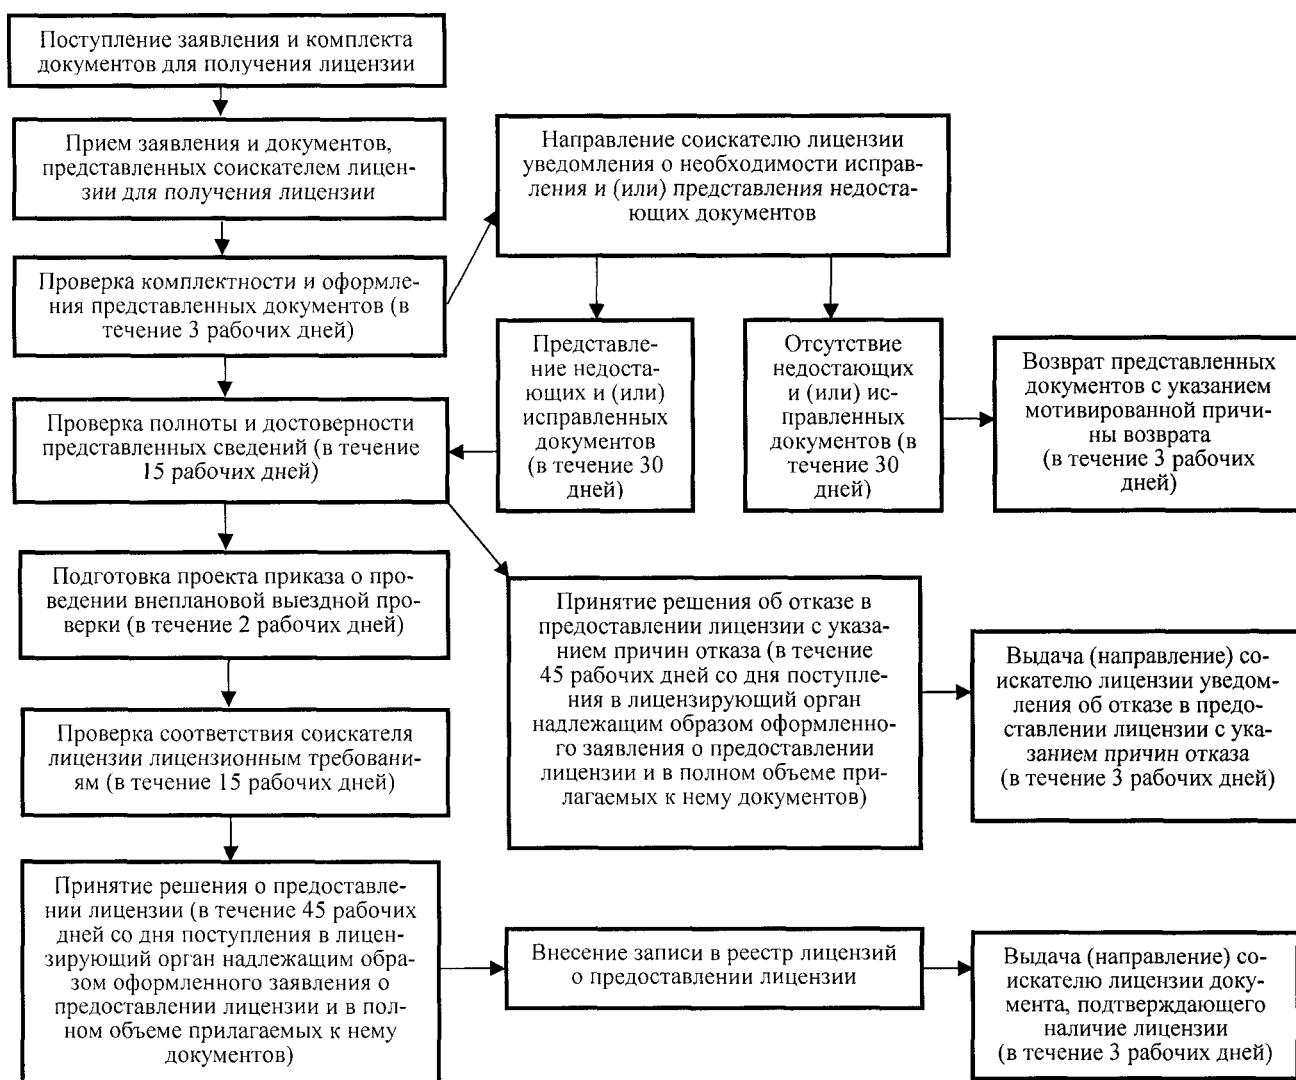 Поступление заявления и комплекта
документов для получения лицензии
Прием заявления и документов,
представленных соискателем лицен-
зии для получения лицензии
Направление соискателю лицензии
уведомления о необходимости исправ-
ления и (или) представления недоста-
ющих документов
Проверка комплектности и оформле-
ния представленных документов (в
течение 3 рабочих дней)
Представле-
ние недоста-
ющих и (или)
исправленных
документов
(в течение 30
дней)
Отсутствие
недостающих
и (или) ис-
правленных
документов (в
течение 30
дней)
Возврат представленных
документов с указанием
мотивированной причи-
ны возврата
(в течение 3 рабочих
дней)
Проверка полноты и достоверности
представленных сведений (в течение
15 рабочих дней)
Подготовка проекта приказа о про-
ведении внеплановой выездной про-
верки (в течение 2 рабочих дней)
Принятие решения об отказе в
предоставлении лицензии с указа-
нием причин отказа (в течение
45 рабочих дней со дня поступле-
ния в лицензирующий орган
надлежащим образом оформленно-
го заявления о предоставлении
лицензии и в полном объеме при-
лагаемых к нему документов)
Выдача (направление) со-
искателю лицензии уведом-
ления об отказе в предо-
ставлении лицензии с ука-
занием причин отказа
(в течение 3 рабочих дней)
Проверка соответствия соискателя
лицензии лицензионным требовани-
ям (в течение 15 рабочих дней)
Принятие решения о предоставле-
нии лицензии (в течение 45 рабочих
дней со дня поступления в лицен-
зирующий орган надлежащим обра-
зом оформленного заявления о
предоставлении лицензии и в пол-
ном объеме прилагаемых к нему
документов)
Внесение записи в реестр лицензий
о предоставлении лицензии
Выдача (направление) со-
искателю лицензии доку-
мента, подтверждающего
наличие лицензии
(в течение 3 рабочих дней)